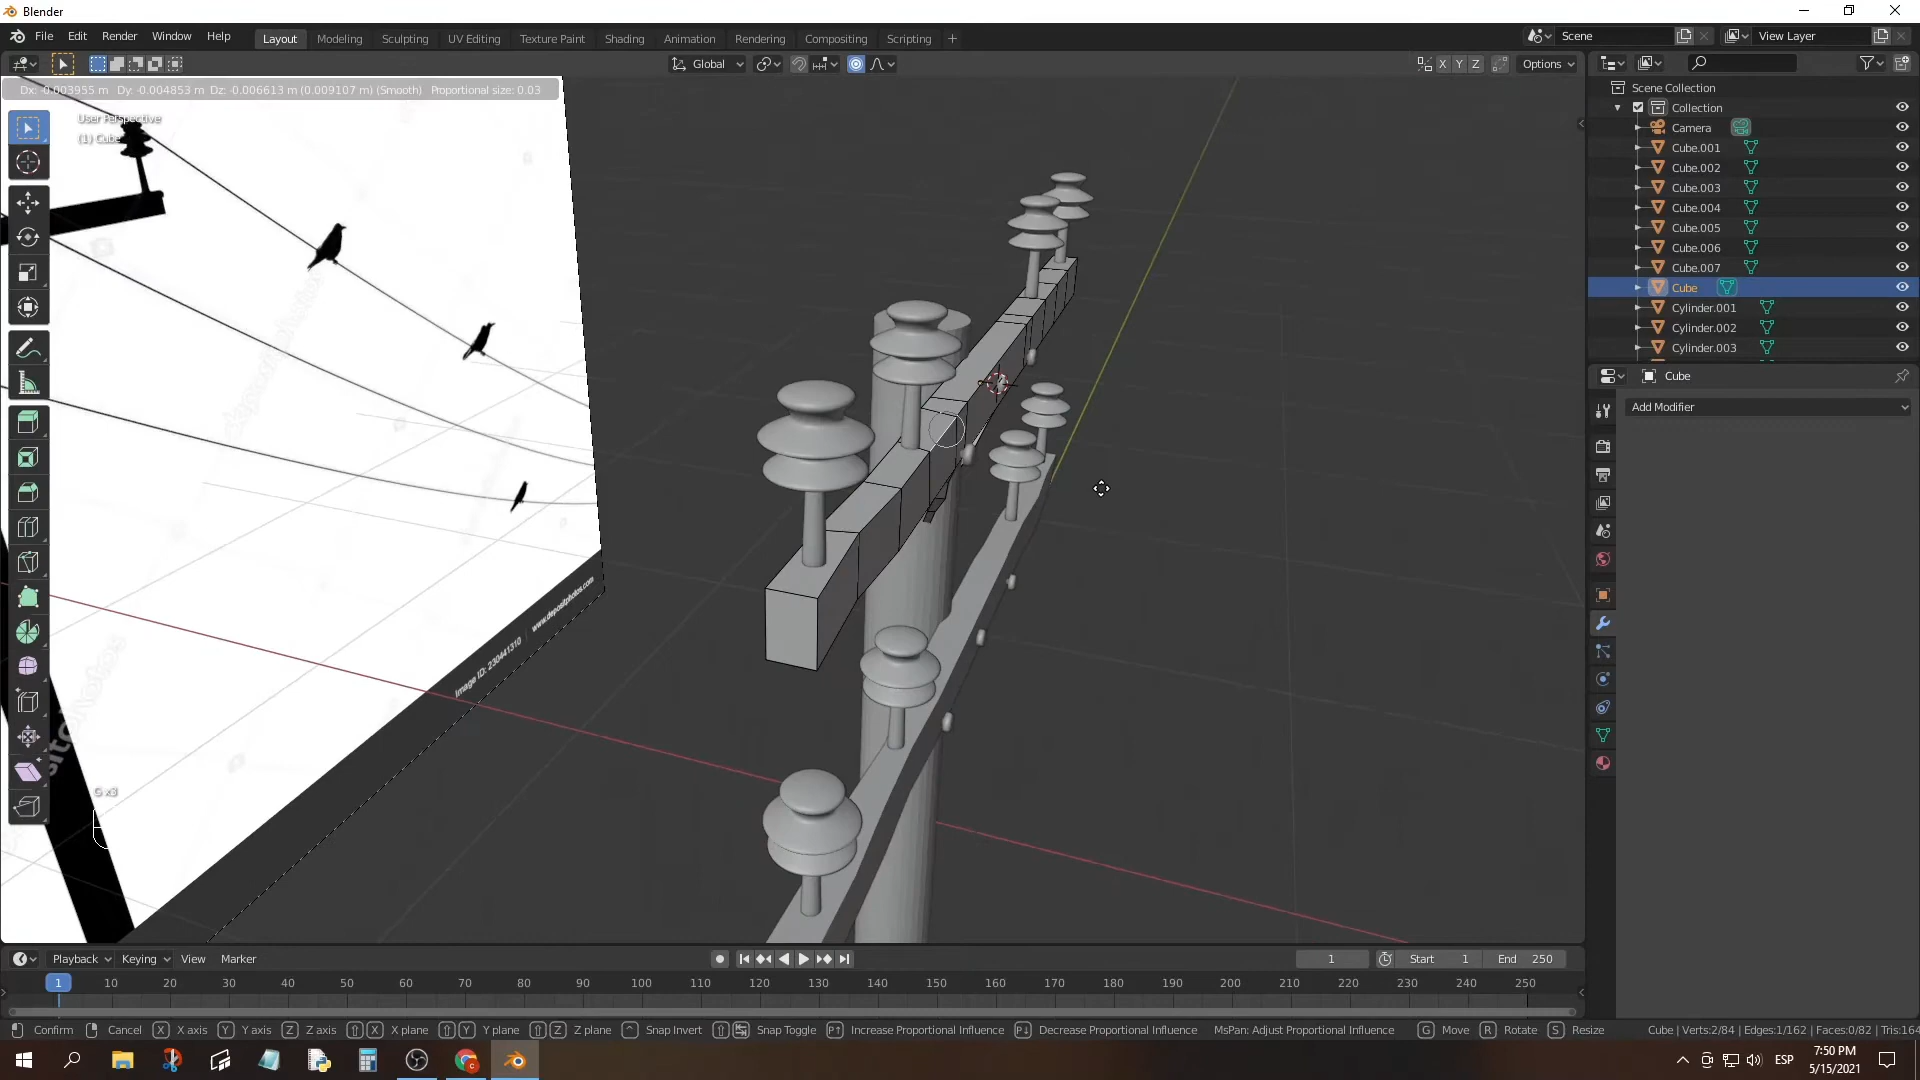 Blender
File Edit Render Window Help
Layout Modeling Sculpting UV Editing Texture Paint Shading Animation Rendering Compositing Scripting +
Scene
View Layer
Global
X Y Z Options
Dx: -0.003955 m Dy: -0.004853 m Dz: -0.006613 m (0.009107 m) (Smooth) Proportional size: 0.03
User Perspective
(1) Cube
Scene Collection
Collection
Camera
Cube.001
Cube.002
Cube.003
Cube.004
Cube.005
Cube.006
Cube.007
Cube
Cylinder.001
Cylinder.002
Cylinder.003
Cube
Add Modifier
www.depositphotos.com
Image ID: 230441310
G x3
Playback Keying View Marker
1 Start 1 End 250
1 10 20 30 40 50 60 70 80 90 100 110 120 130 140 150 160 170 180 190 200 210 220 230 240 250
Confirm Cancel X X axis Y Y axis Z Z axis X X plane Y Y plane Z Z plane ^ Snap Invert Snap Toggle P↑ Increase Proportional Influence P↓ Decrease Proportional Influence MsPan: Adjust Proportional Influence G Move R Rotate S Resize Cube | Verts:2/84 | Edges:1/162 | Faces:0/82 | Tris:164
ESP
7:50 PM
5/15/2021